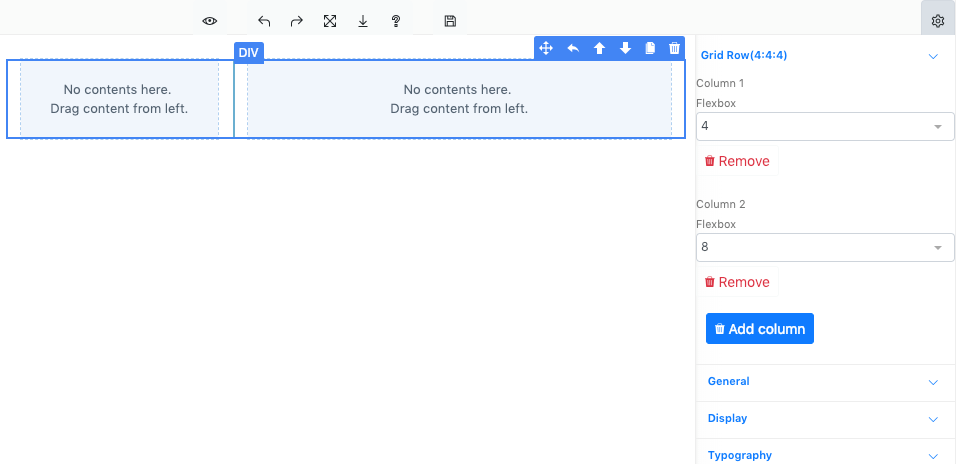 DIV
No contents here.
Drag content from left.
No contents here.
Drag content from left.
Grid Row(4:4:4)
Column 1
Flexbox
4
Remove
Column 2
Flexbox
8
Remove
Add column
General
Display
Typography